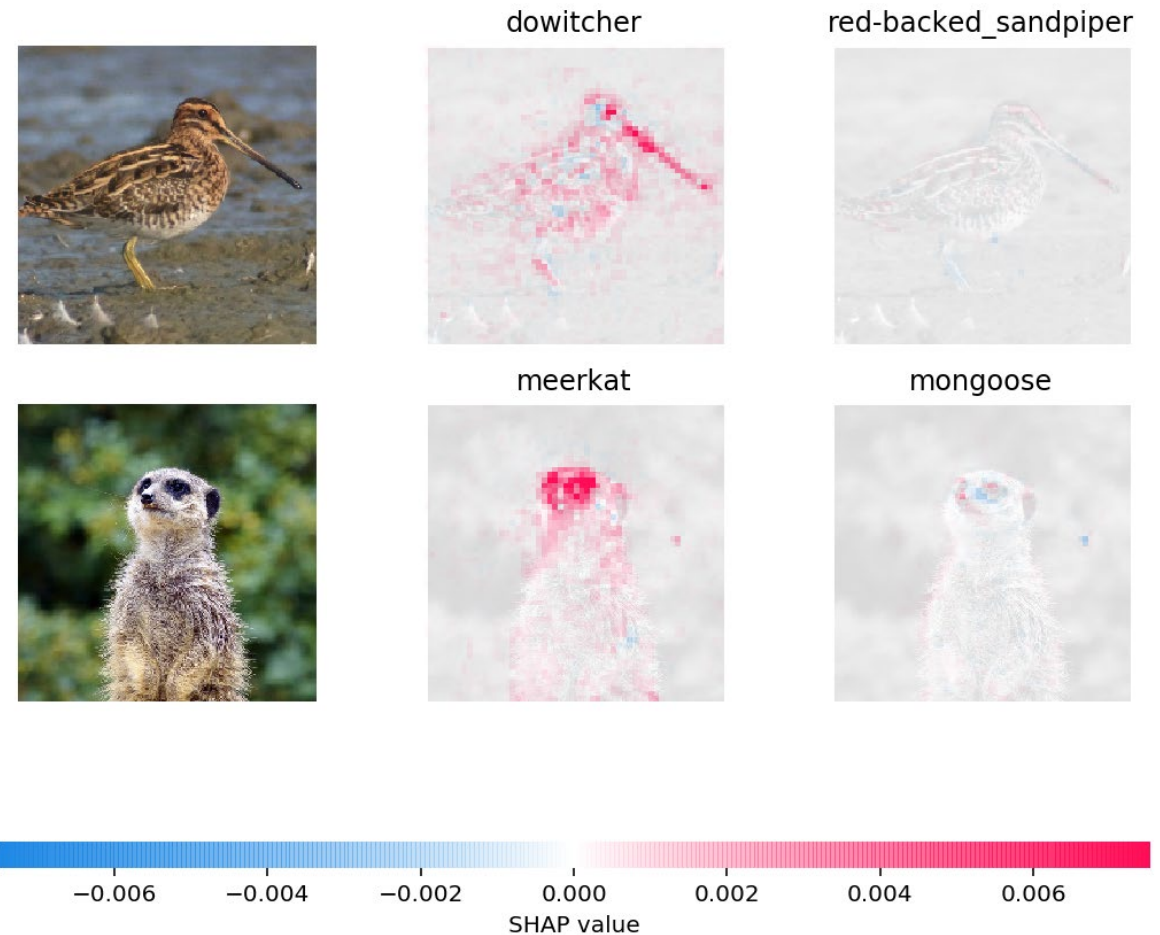 dowitcher
red-backed_sandpiper
meerkat
mongoose
−0.006
−0.004
−0.002
0.000
0.002
0.004
0.006
SHAP value